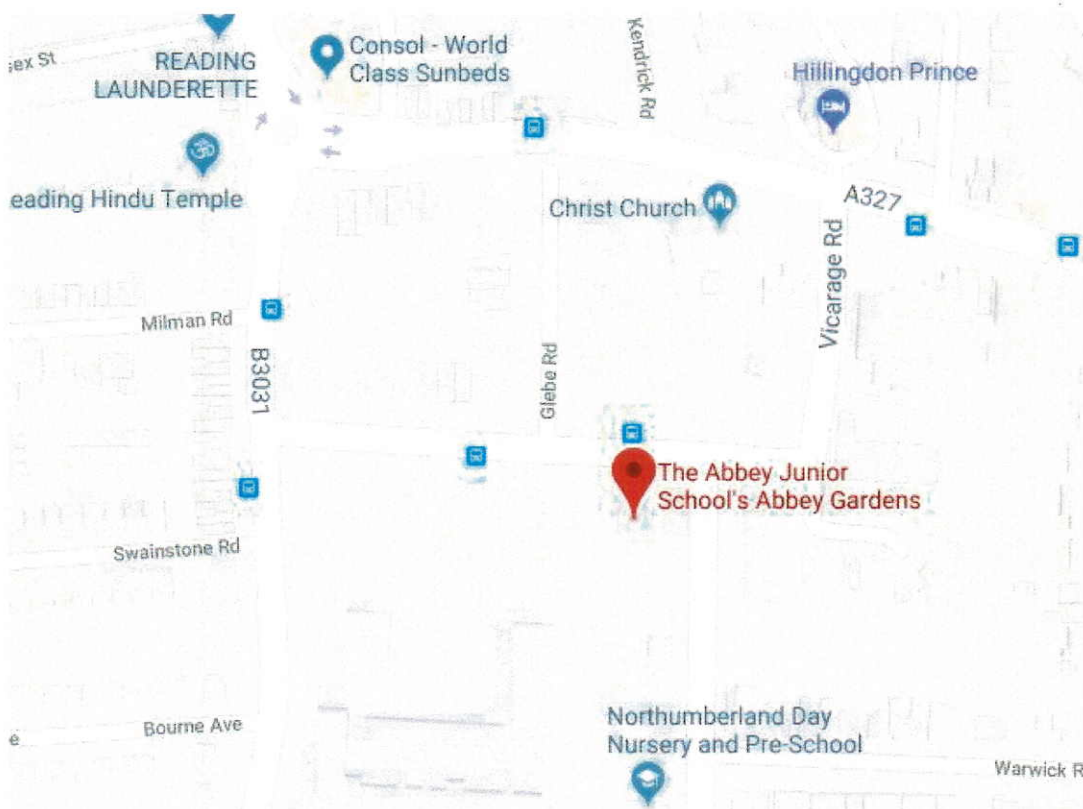 ʒex St
READING
LAUNDERETTE
Consol - World
Class Sunbeds
Kendrick Rd
Hillingdon Prince
eading Hindu Temple
Christ Church
A327
Vicarage Rd
Milman Rd
B3031
Glebe Rd
The Abbey Junior
School's Abbey Gardens
Swainstone Rd
Northumberland Day
Nursery and Pre-School
e
Bourne Ave
Warwick R